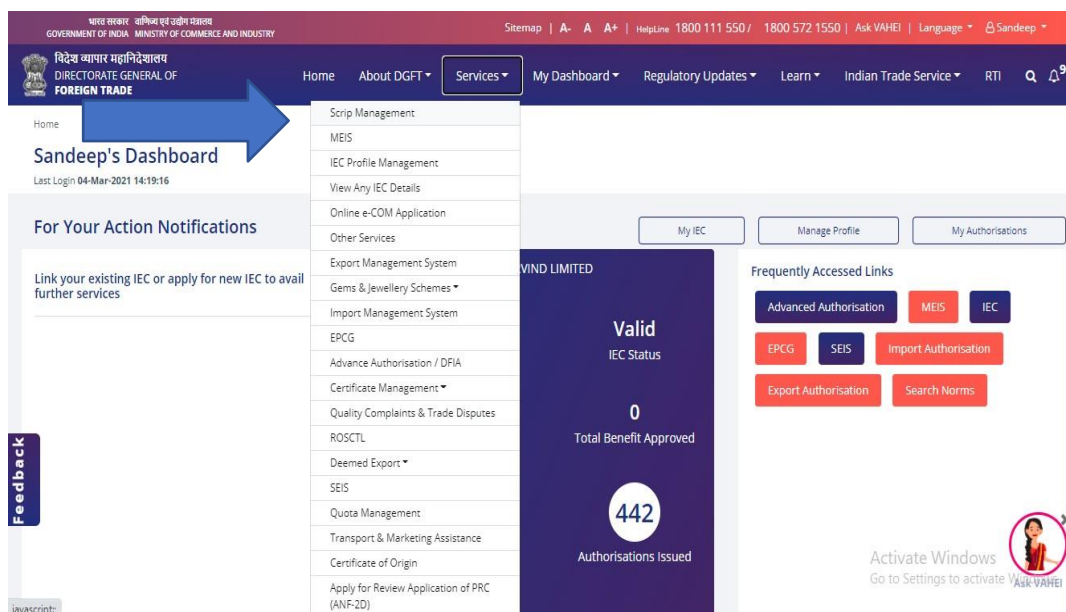 भारत सरकार वाणिज्य एवं उद्योग मंत्रालय
GOVERNMENT OF INDIA MINISTRY OF COMMERCE AND INDUSTRY
Sitemap | A- A A+ | HelpLine 1800 111 550 / 1800 572 1550 | Ask VAHEI | Language Sandeep
विदेश व्यापार महानिदेशालय
DIRECTORATE GENERAL OF
FOREIGN TRADE
Home About DGFT Services My Dashboard Regulatory Updates Learn Indian Trade Service RTI 9
Home
Sandeep's Dashboard
Last Login 04-Mar-2021 14:19:16
Scrip Management
MEIS
IEC Profile Management
View Any IEC Details
Online e-COM Application
Other Services
Export Management System
Gems & Jewellery Schemes
Import Management System
EPCG
Advance Authorisation / DFIA
Certificate Management
Quality Complaints & Trade Disputes
ROSCTL
Deemed Export
SEIS
Quota Management
Transport & Marketing Assistance
Certificate of Origin
Apply for Review Application of PRC
(ANF-2D)
For Your Action Notifications
My IEC Manage Profile My Authorisations
Link your existing IEC or apply for new IEC to avail
further services
VIND LIMITED
Valid
IEC Status
0
Total Benefit Approved
442
Authorisations Issued
Frequently Accessed Links
Advanced Authorisation MEIS IEC
EPCG SEIS Import Authorisation
Export Authorisation Search Norms
Feedback
Activate Windows
Go to Settings to activate
Ask VAHEI
javascript: